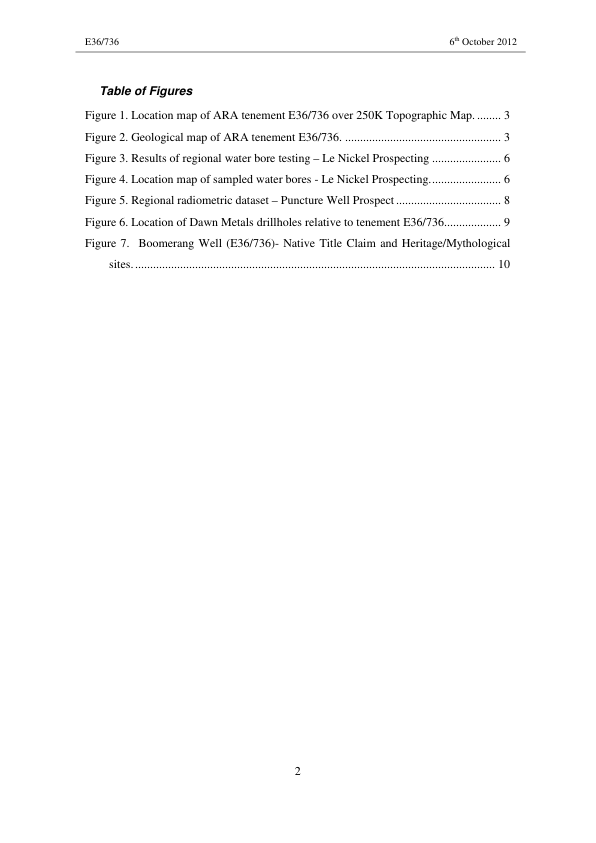 E36/736 6th October 2012
Table of Figures
Figure 1. Location map of ARA tenement E36/736 over 250K Topographic Map. ........ 3
Figure 2. Geological map of ARA tenement E36/736. .................................................... 3
Figure 3. Results of regional water bore testing – Le Nickel Prospecting ....................... 6
Figure 4. Location map of sampled water bores - Le Nickel Prospecting........................ 6
Figure 5. Regional radiometric dataset – Puncture Well Prospect ................................... 8
Figure 6. Location of Dawn Metals drillholes relative to tenement E36/736................... 9
Figure 7.  Boomerang Well (E36/736)- Native Title Claim and Heritage/Mythological
sites. ........................................................................................................................ 10
2